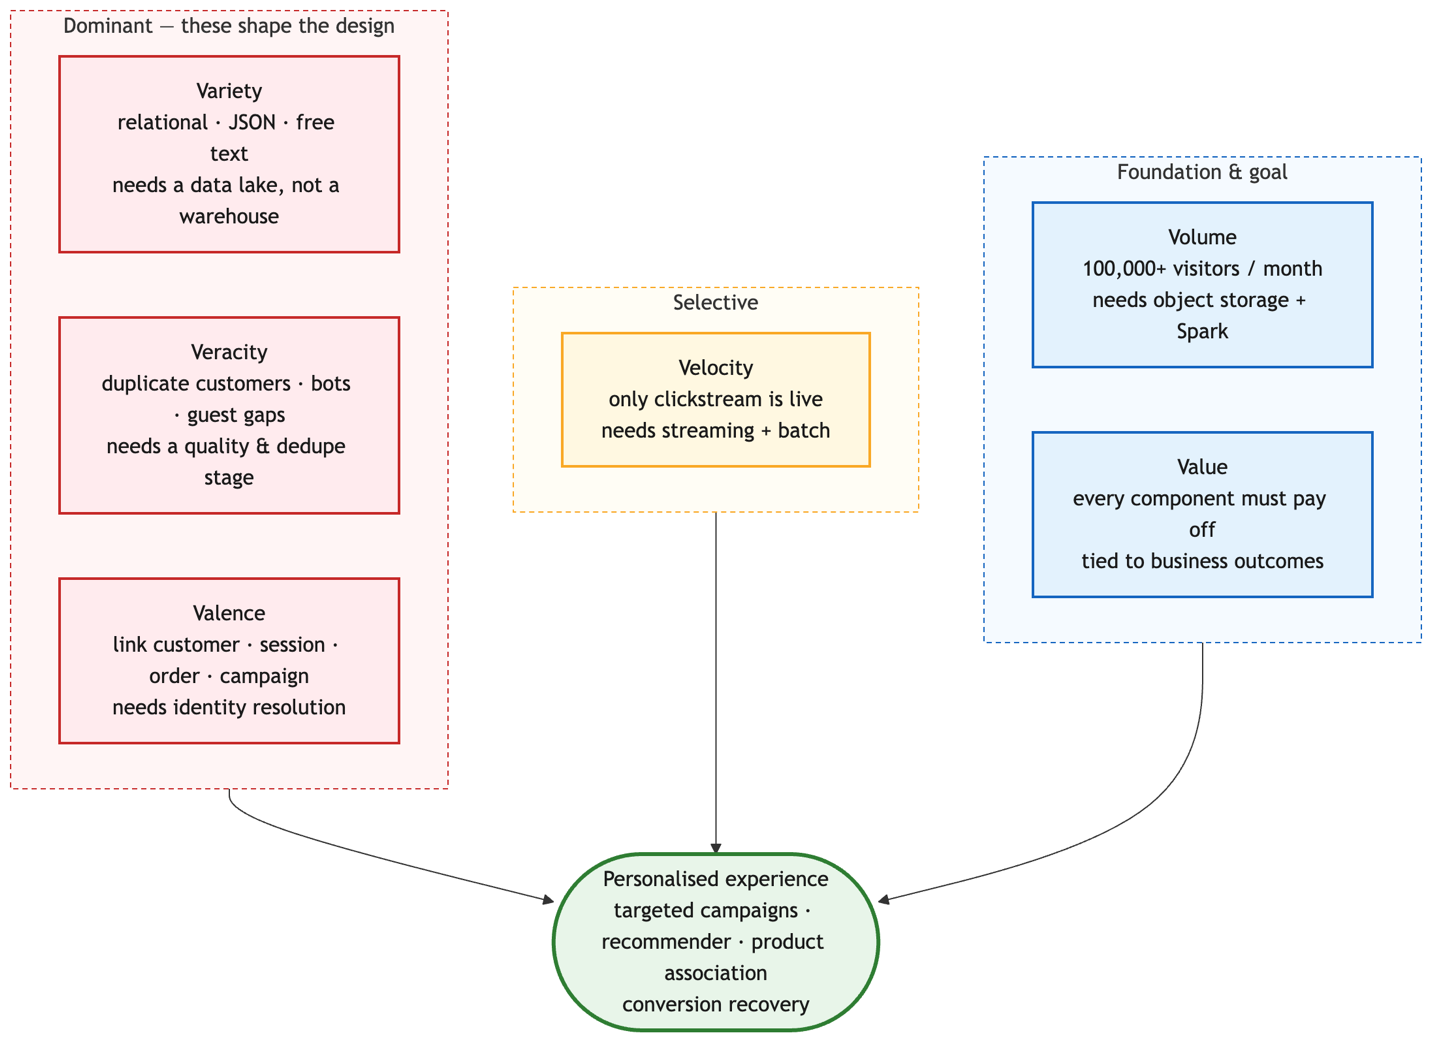 Dominant — these shape the design
Variety
relational · JSON · free
text
needs a data lake, not a
warehouse
Veracity
duplicate customers · bots
· guest gaps
needs a quality & dedupe
stage
Valence
link customer · session ·
order · campaign
needs identity resolution
Selective
Velocity
only clickstream is live
needs streaming + batch
Foundation & goal
Volume
100,000+ visitors / month
needs object storage +
Spark
Value
every component must pay
off
tied to business outcomes
Personalised experience
targeted campaigns ·
recommender · product
association
conversion recovery